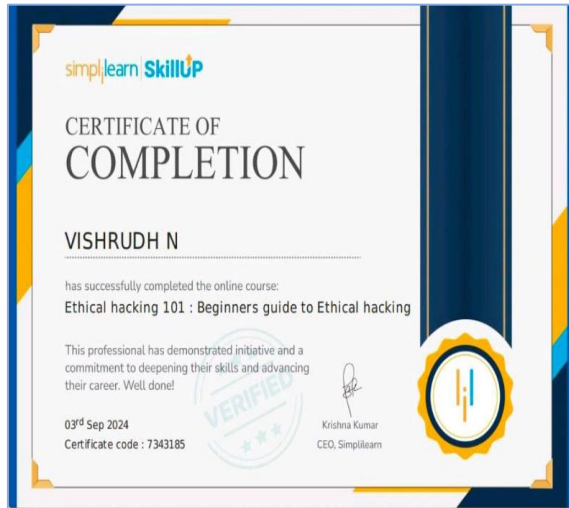 simplilearn SkillUP
CERTIFICATE OF
COMPLETION
VISHRUDH N
has successfully completed the online course:
Ethical hacking 101 : Beginners guide to Ethical hacking
This professional has demonstrated initiative and a
commitment to deepening their skills and advancing
their career. Well done!
VERIFIED
03rd Sep 2024
Certificate code : 7343185
Krishna Kumar
CEO, Simplilearn